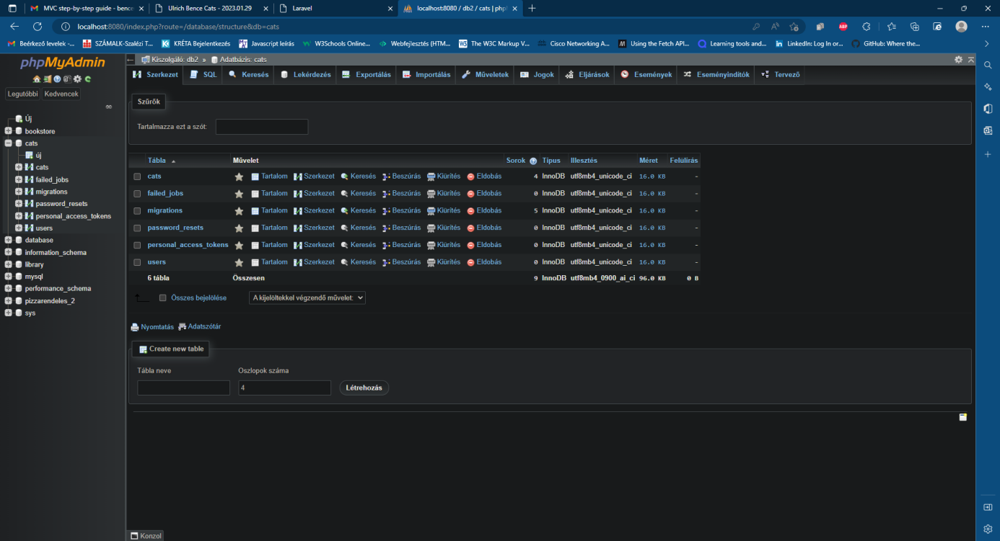 MVC step-by-step guide - bence
Ulrich Bence Cats - 2023.01.29
Laravel
localhost:8080 / db2 / cats | php
localhost:8080/index.php?route=/database/structure&db=cats
Beérkező levelek -...
SZÁMALK-Szalézi T...
KRÉTA Bejelentkezés
Javascript leírás
W3Schools Online...
Webfejlesztés (HTM...
The W3C Markup V...
Cisco Networking A...
Using the Fetch API...
Learning tools and...
LinkedIn: Log In or...
GitHub: Where the...
phpMyAdmin
Legutóbbi Kedvencek
Új
bookstore
cats
új
cats
failed_jobs
migrations
password_resets
personal_access_tokens
users
database
information_schema
library
mysql
performance_schema
pizzarendeles_2
sys
Kiszolgáló: db2 » Adatbázis: cats
Szerkezet SQL Keresés Lekérdezés Exportálás Importálás Műveletek Jogok Eljárások Események Eseményindítók Tervező
Szűrők
Tartalmazza ezt a szót:
Tábla Művelet Sorok Típus Illesztés Méret Felülírás
cats Tartalom Szerkezet Keresés Beszúrás Kiürítés Eldobás 4 InnoDB utf8mb4_unicode_ci 16.0 KB -
failed_jobs Tartalom Szerkezet Keresés Beszúrás Kiürítés Eldobás 0 InnoDB utf8mb4_unicode_ci 16.0 KB -
migrations Tartalom Szerkezet Keresés Beszúrás Kiürítés Eldobás 5 InnoDB utf8mb4_unicode_ci 16.0 KB -
password_resets Tartalom Szerkezet Keresés Beszúrás Kiürítés Eldobás 0 InnoDB utf8mb4_unicode_ci 16.0 KB -
personal_access_tokens Tartalom Szerkezet Keresés Beszúrás Kiürítés Eldobás 0 InnoDB utf8mb4_unicode_ci 16.0 KB -
users Tartalom Szerkezet Keresés Beszúrás Kiürítés Eldobás 0 InnoDB utf8mb4_unicode_ci 16.0 KB -
6 tábla Összesen 9 InnoDB utf8mb4_0900_ai_ci 96.0 KB 0 B
Összes bejelölése A kijelöltekkel végzendő művelet:
Nyomtatás Adatszótár
Create new table
Tábla neve Oszlopok száma
4 Létrehozás
Konzol